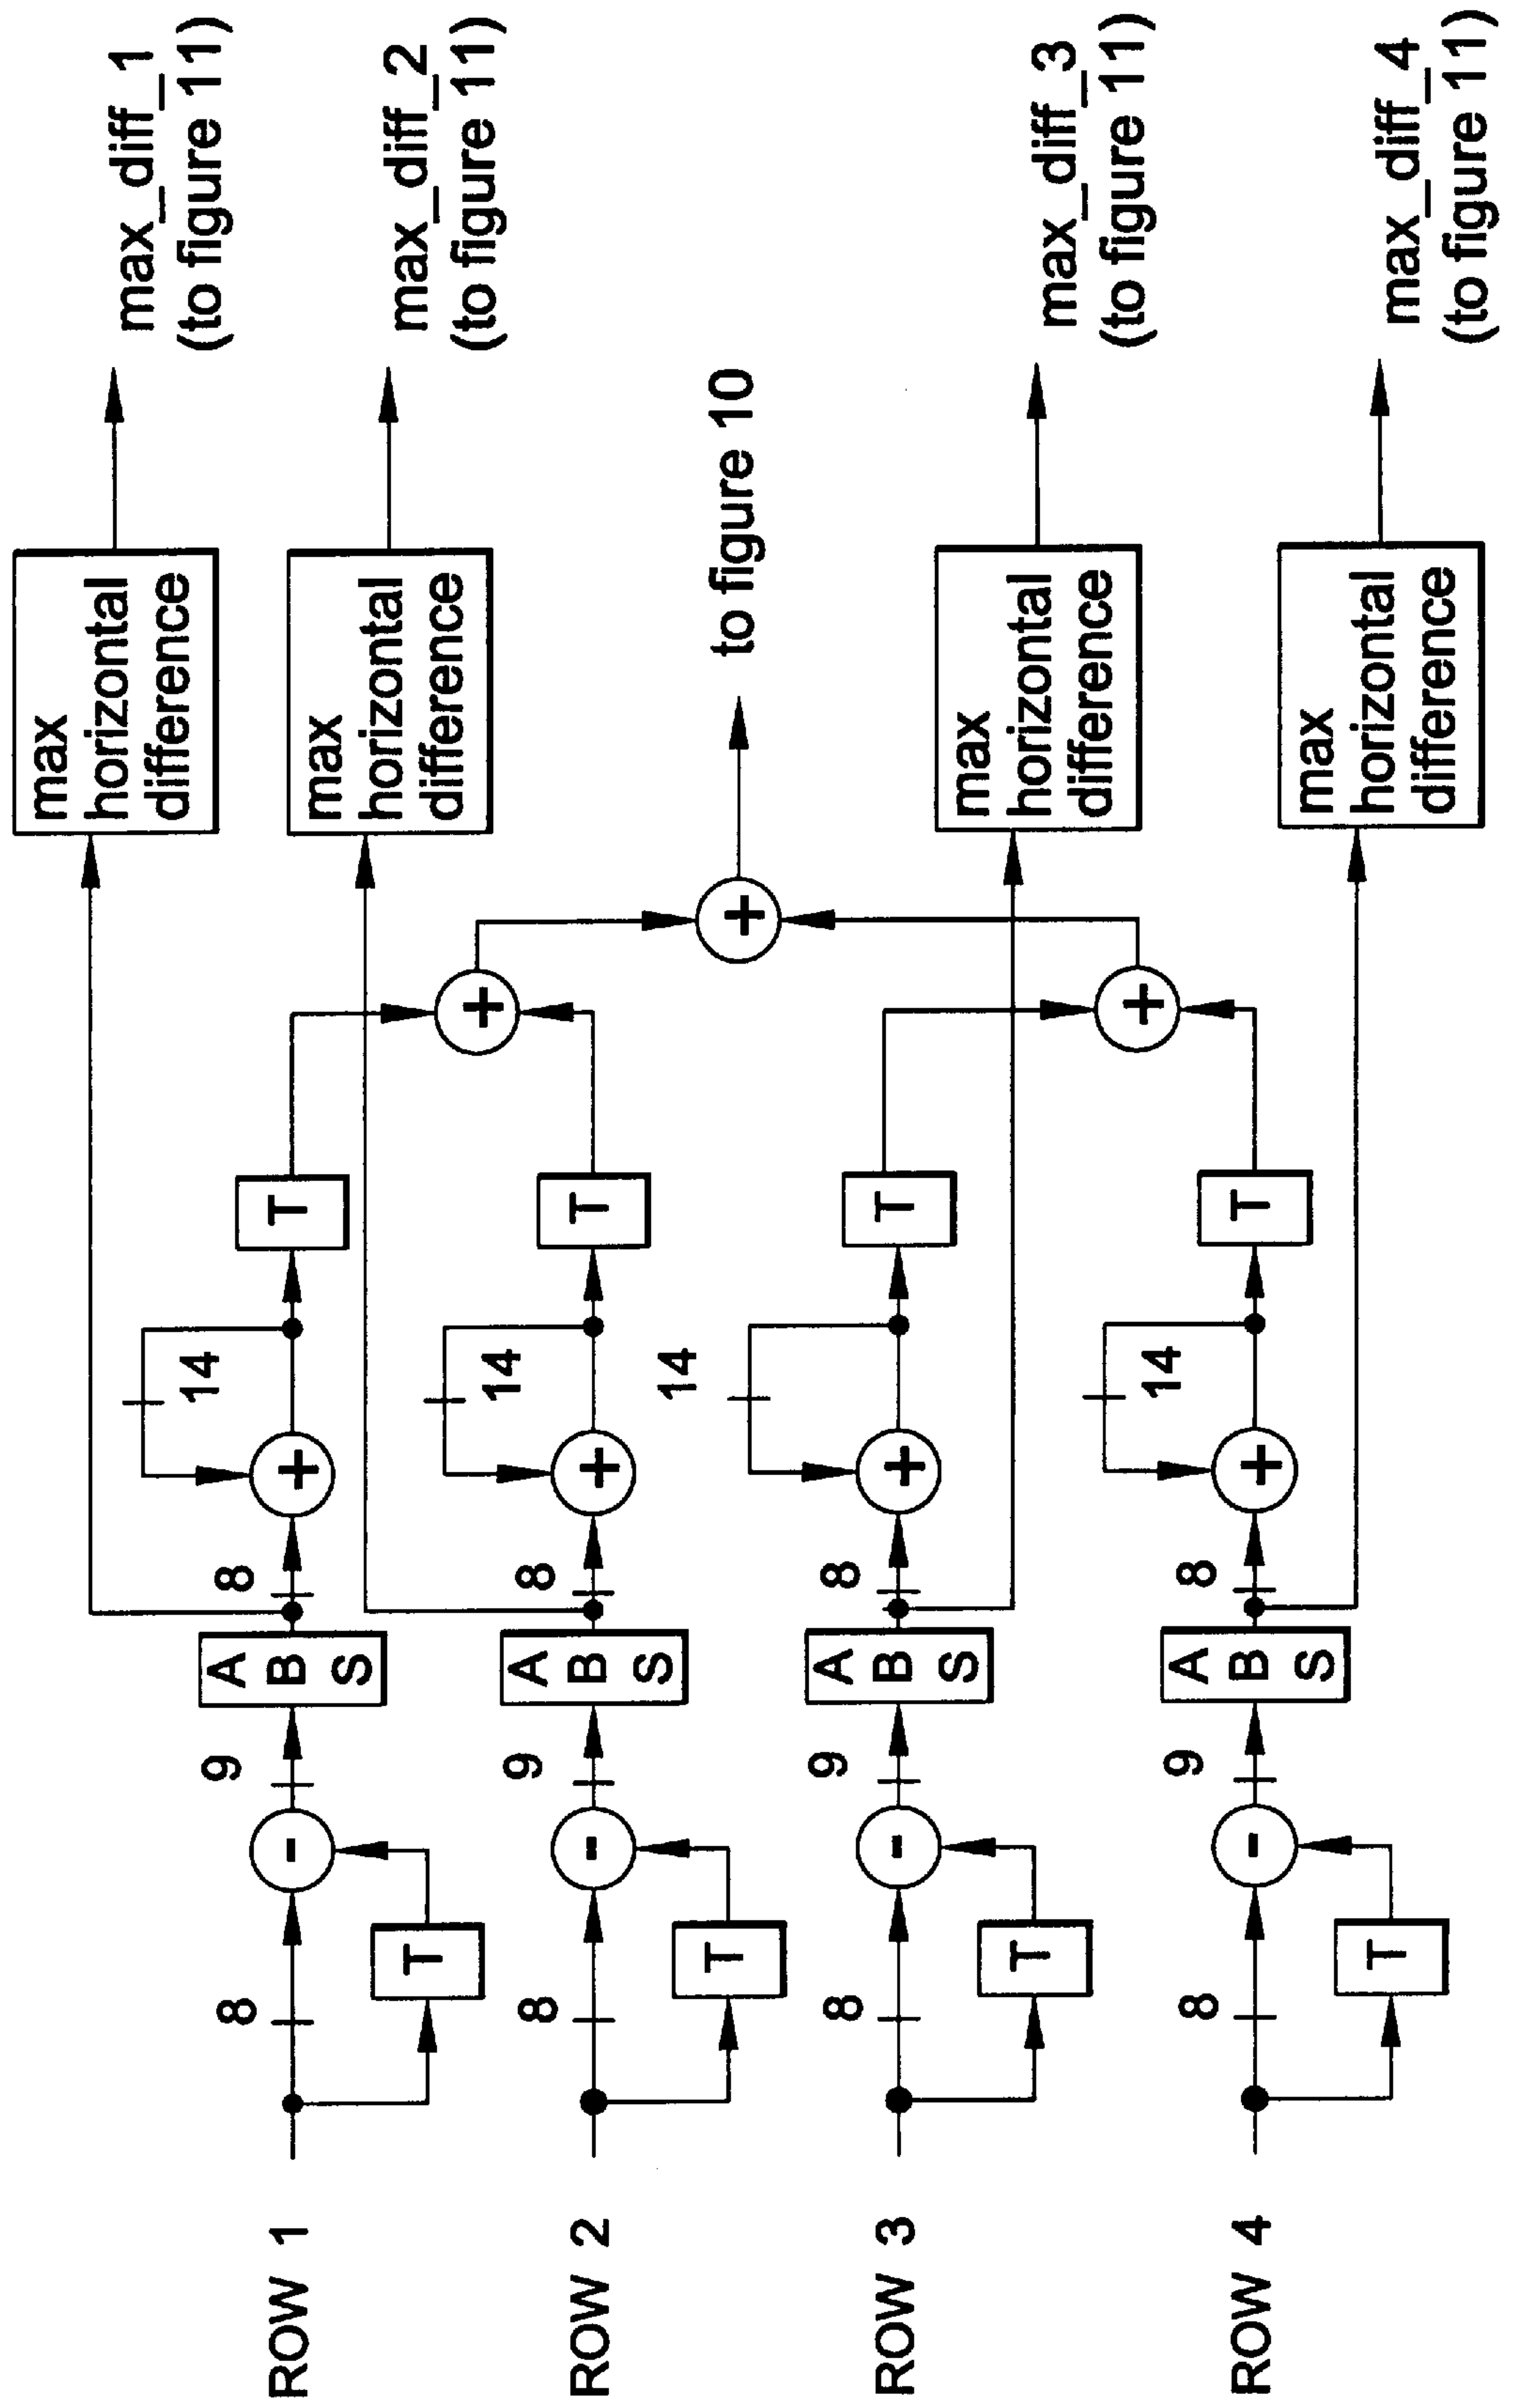 ROW 1
8
T
-
9
A
B
S
8
+
14
T
max
horizontal
difference
max_diff_1
(to figure 11)
ROW 2
8
T
-
9
A
B
S
8
+
14
T
+
max
horizontal
difference
max_diff_2
(to figure 11)
+
to figure 10
ROW 3
8
T
-
9
A
B
S
8
+
14
T
max
horizontal
difference
max_diff_3
(to figure 11)
ROW 4
8
T
-
9
A
B
S
8
+
14
T
+
max
horizontal
difference
max_diff_4
(to figure 11)